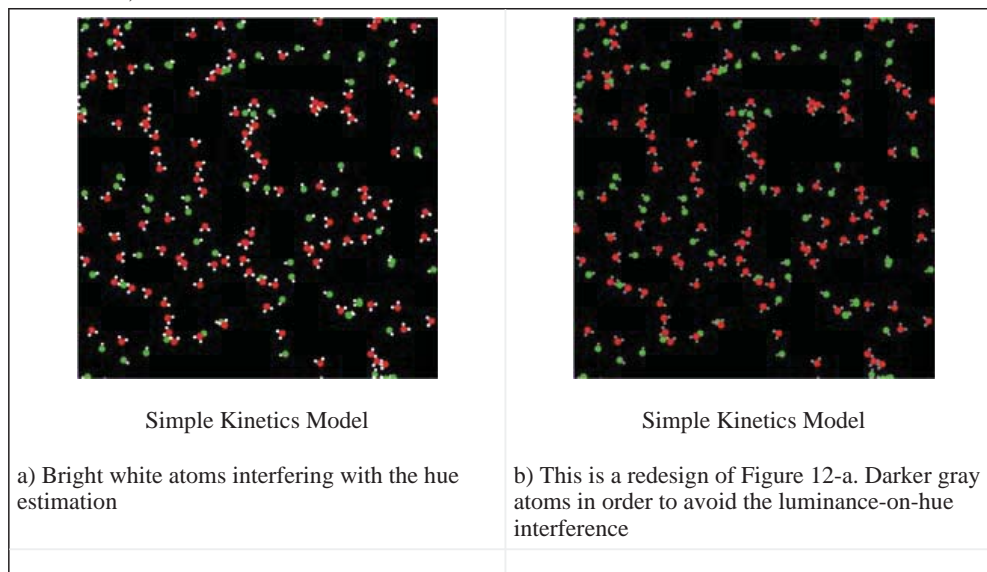 Simple Kinetics Model
a) Bright white atoms interfering with the hue
estimation
Simple Kinetics Model
b) This is a redesign of Figure 12-a. Darker gray
atoms in order to avoid the luminance-on-hue
interference